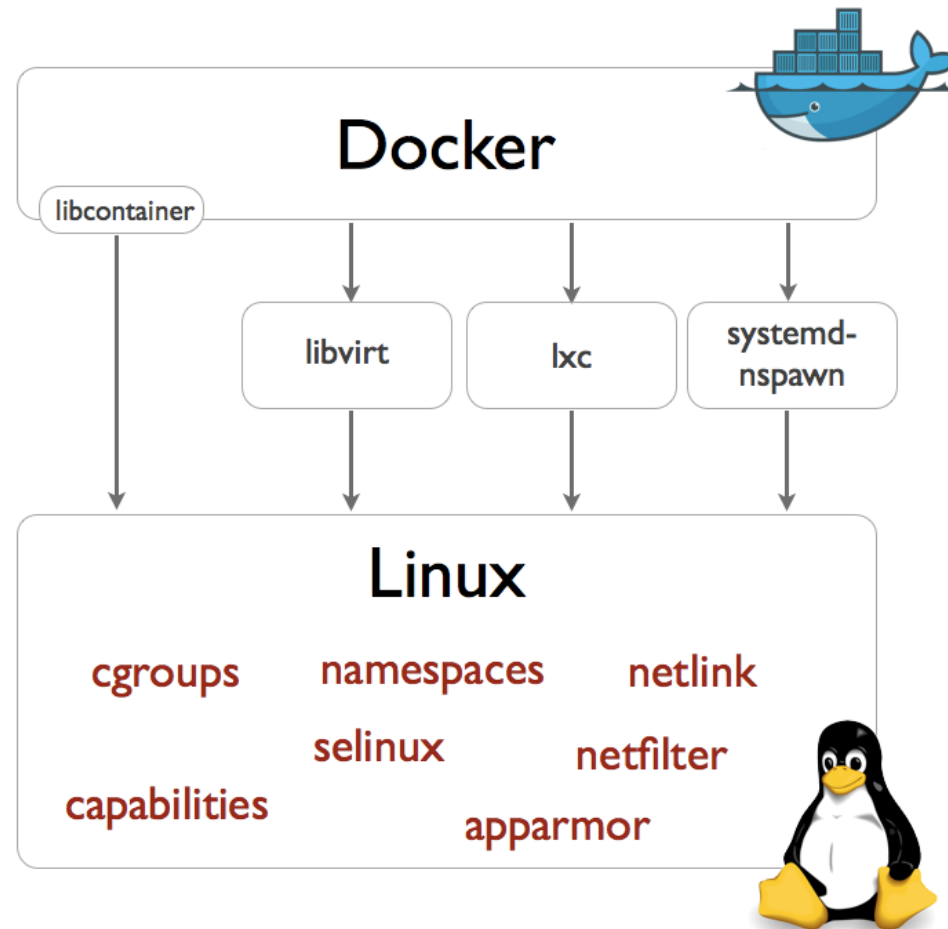 Docker
libcontainer
libvirt
lxc
systemd-
nspawn
Linux
cgroups
namespaces
netlink
selinux
netfilter
capabilities
apparmor